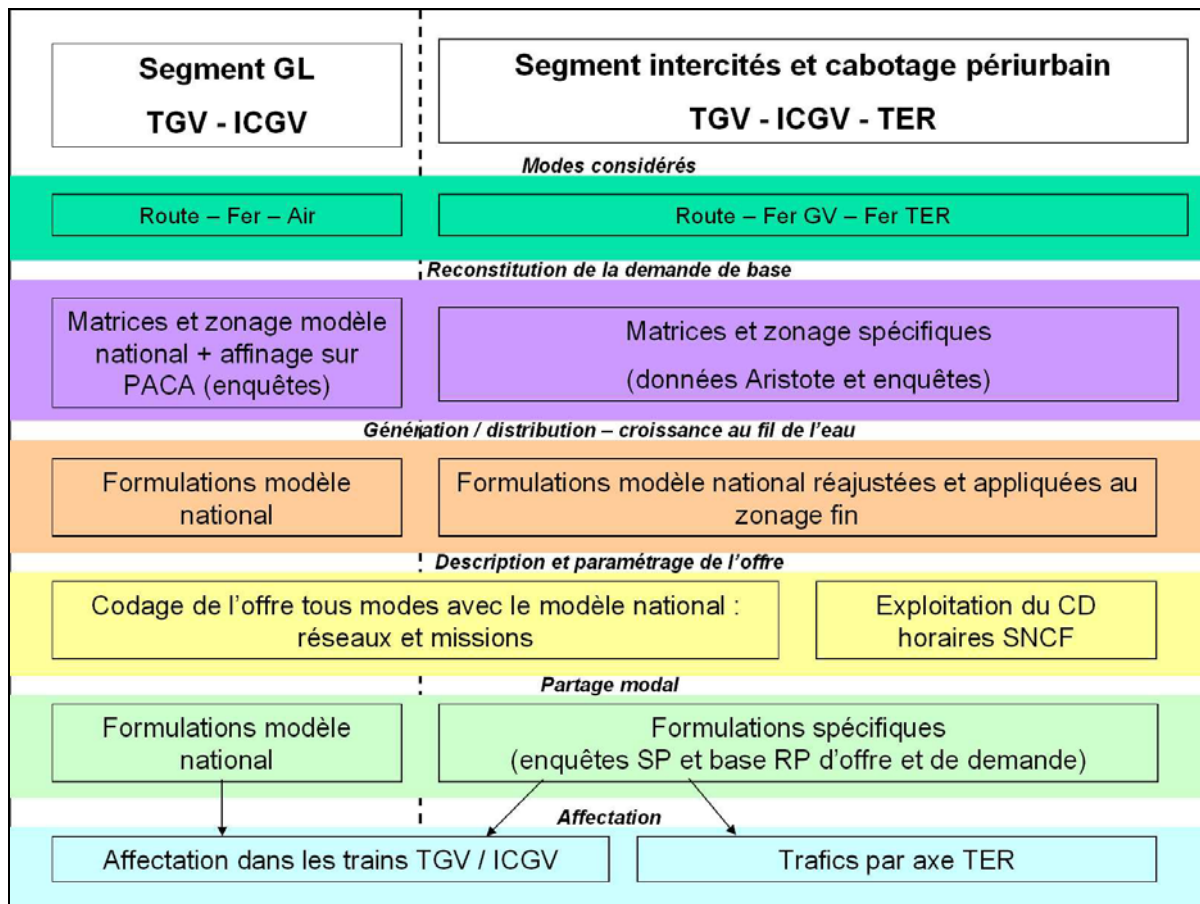 Segment GL
TGV - ICGV
Segment intercités et cabotage périurbain
TGV - ICGV - TER
Modes considérés
Route – Fer – Air
Route – Fer GV – Fer TER
Reconstitution de la demande de base
Matrices et zonage modèle
national + affinage sur
PACA (enquêtes)
Matrices et zonage spécifiques
(données Aristote et enquêtes)
Génération / distribution – croissance au fil de l’eau
Formulations modèle
national
Formulations modèle national réajustées et appliquées au
zonage fin
Description et paramétrage de l’offre
Codage de l’offre tous modes avec le modèle national :
réseaux et missions
Exploitation du CD
horaires SNCF
Partage modal
Formulations modèle
national
Formulations spécifiques
(enquêtes SP et base RP d’offre et de demande)
Affectation
Affectation dans les trains TGV / ICGV
Trafics par axe TER